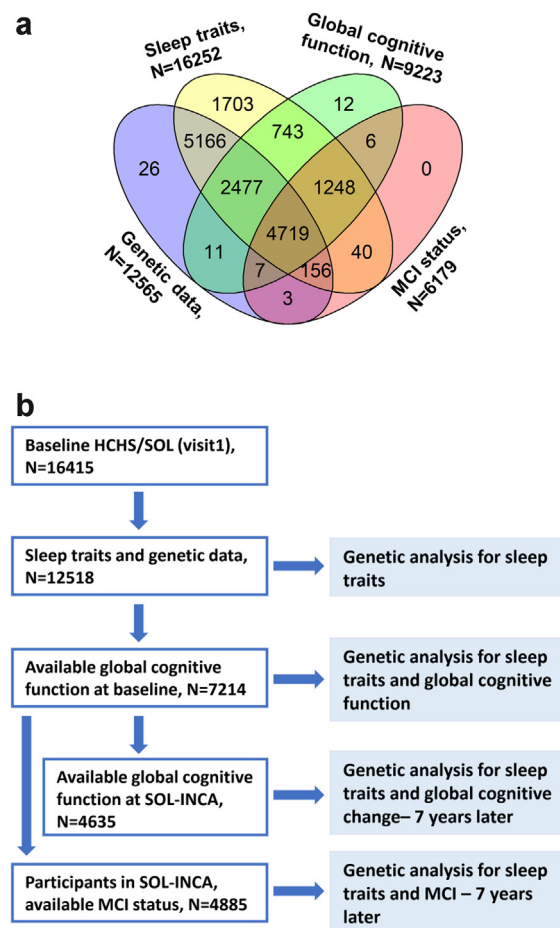 a
Sleep traits,
N=16252
Global cognitive
function, N=9223
1703
12
5166
743
6
26
2477
1248
0
4719
11
7
156
40
3
Genetic data,
N=12565
MCI status,
N=6179
b
Baseline HCHS/SOL (visit1),
N=16415
Sleep traits and genetic data,
N=12518
Genetic analysis for sleep
traits
Available global cognitive
function at baseline, N=7214
Genetic analysis for sleep
traits and global cognitive
function
Available global cognitive
function at SOL-INCA,
N=4635
Genetic analysis for sleep
traits and global cognitive
change– 7 years later
Participants in SOL-INCA,
available MCI status, N=4885
Genetic analysis for sleep
traits and MCI – 7 years
later